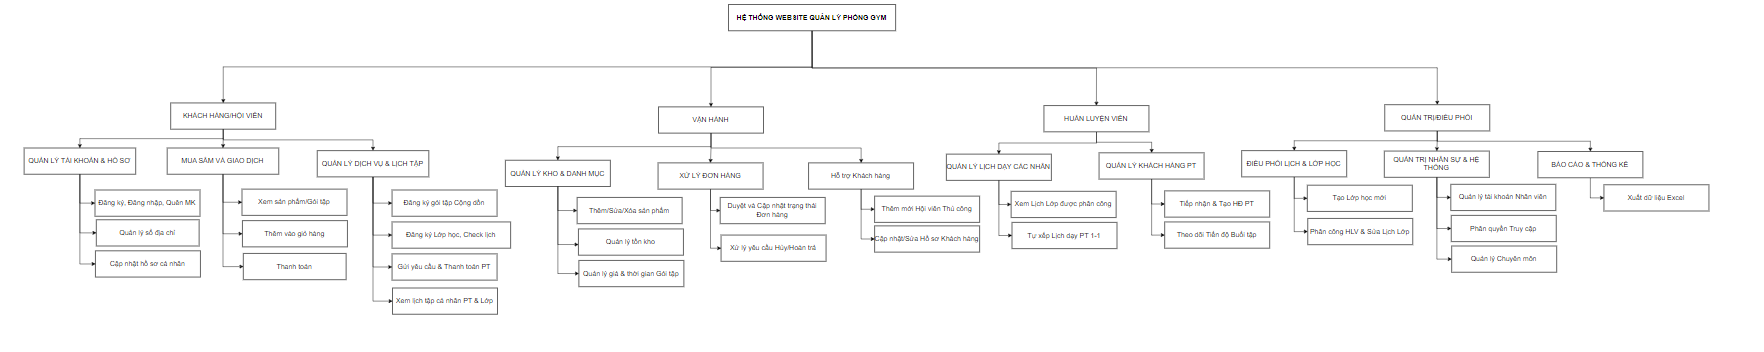 HỆ THỐNG WEBSITE QUẢN LÝ PHÒNG GYM
KHÁCH HÀNG/HỘI VIÊN
VẬN HÀNH
HUẤN LUYỆN VIÊN
QUẢN TRỊ/ĐIỀU PHỐI
QUẢN LÝ TÀI KHOẢN & HỒ SƠ
MUA SẮM VÀ GIAO DỊCH
QUẢN LÝ DỊCH VỤ & LỊCH TẬP
QUẢN LÝ KHO & DANH MỤC
XỬ LÝ ĐƠN HÀNG
Hỗ trợ Khách hàng
QUẢN LÝ LỊCH DẠY CÁC NHÂN
QUẢN LÝ KHÁCH HÀNG PT
ĐIỀU PHỐI LỊCH & LỚP HỌC
QUẢN TRỊ NHÂN SỰ & HỆ
THỐNG
BÁO CÁO & THỐNG KÊ
Đăng ký, Đăng nhập, Quên MK
Quản lý sổ địa chỉ
Cập nhật hồ sơ cá nhân
Xem sản phẩm/Gói tập
Thêm vào giỏ hàng
Thanh toán
Đăng ký gói tập Cộng dồn
Đăng ký Lớp học, Check lịch
Gửi yêu cầu & Thanh toán PT
Xem lịch tập cá nhân PT & Lớp
Thêm/Sửa/Xóa sản phẩm
Quản lý tồn kho
Quản lý giá & thời gian Gói tập
Duyệt và Cập nhật trạng thái
Đơn hàng
Xử lý yêu cầu Hủy/Hoàn trả
Thêm mới Hội viên Thủ công
Cập nhật/Sửa Hồ sơ Khách hàng
Xem Lịch Lớp được phân công
Tự xếp Lịch dạy PT 1-1
Tiếp nhận & Tạo HĐ PT
Theo dõi Tiến độ Buổi tập
Tạo Lớp học mới
Phân công HLV & Sửa Lịch Lớp
Quản lý tài khoản Nhân viên
Phân quyền Truy cập
Quản lý Chuyên môn
Xuất dữ liệu Excel